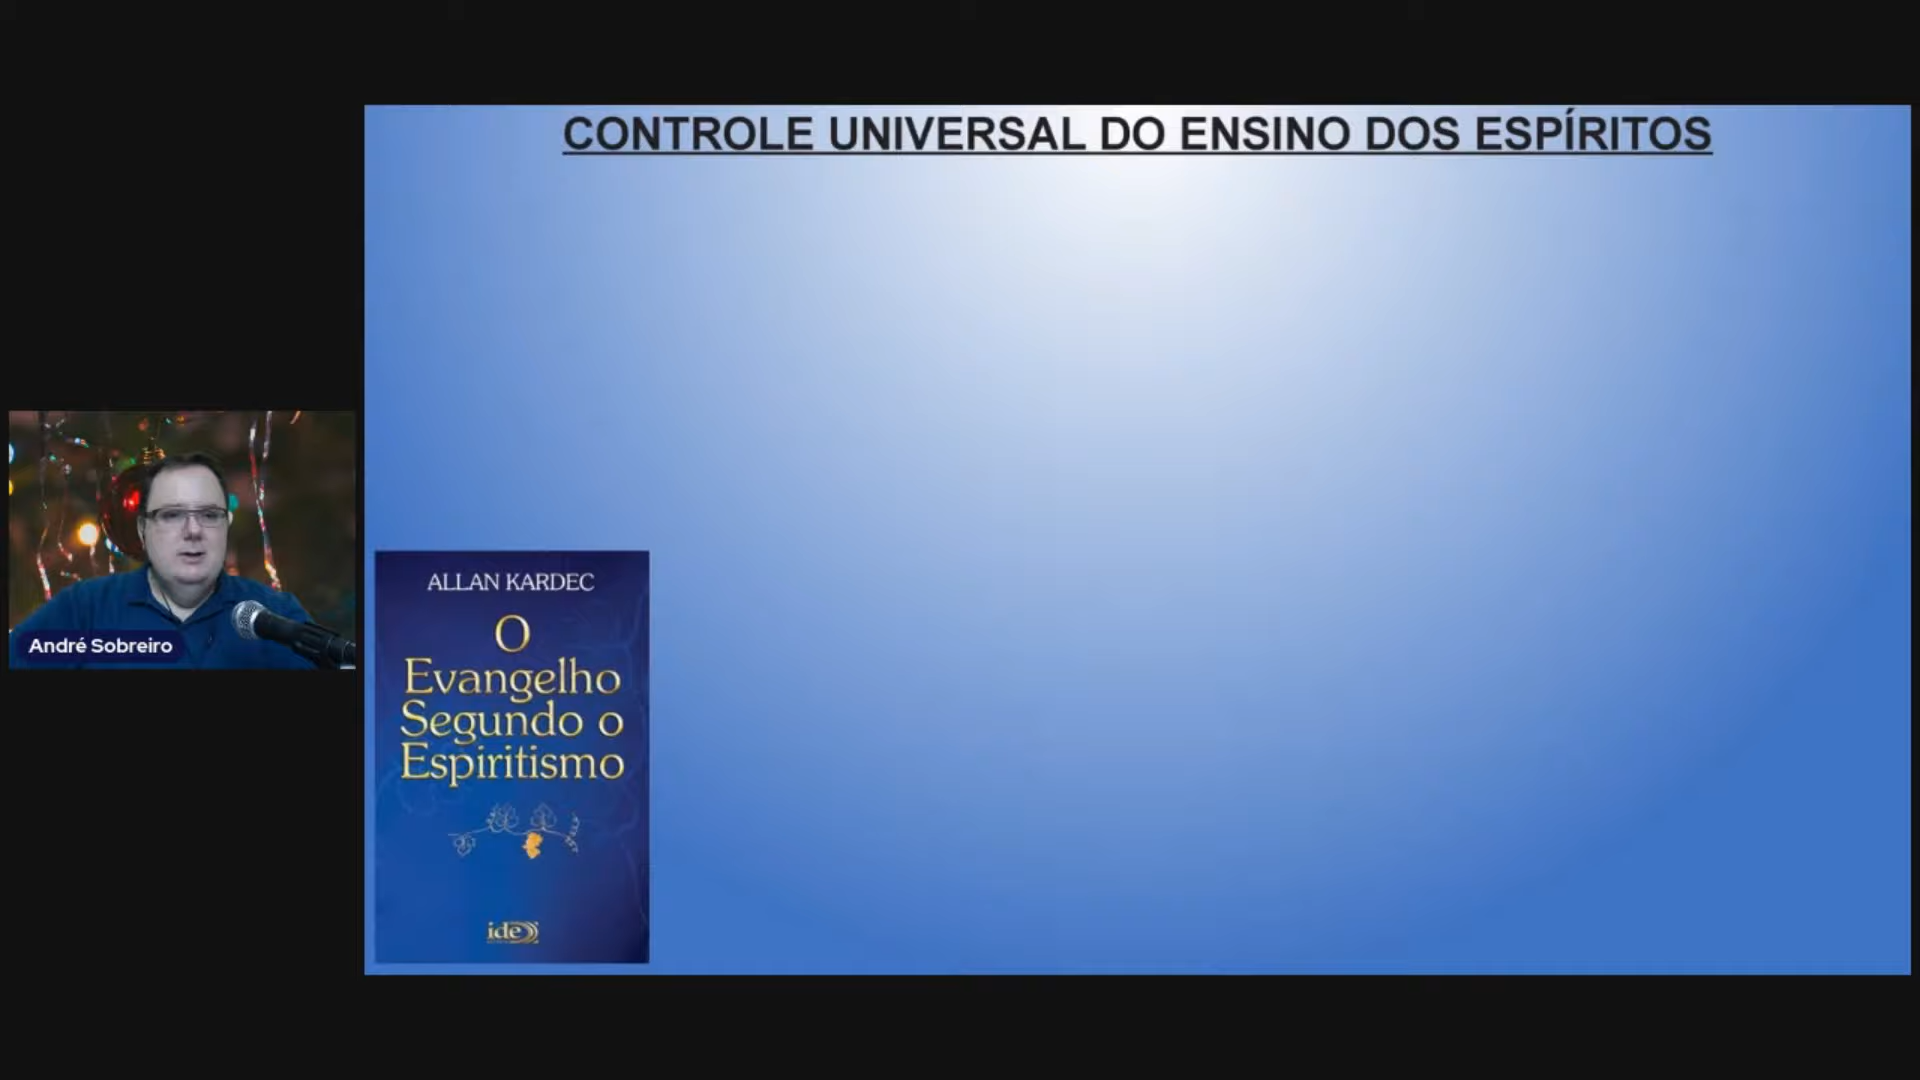 CONTROLE UNIVERSAL DO ENSINO DOS ESPÍRITOS
André Sobreiro
ALLAN KARDEC
O
Evangelho
Segundo o
Espiritismo
ide